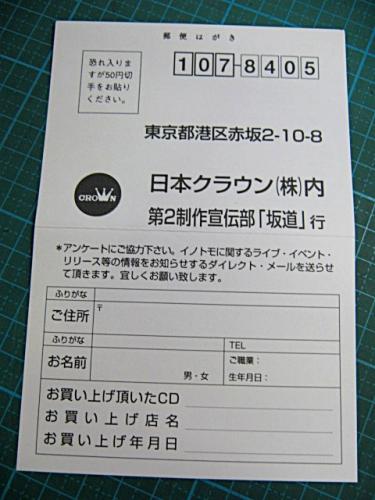 郵便はがき
恐れ入りま
すが50円切
手をお貼り
ください。
107-8405
東京都港区赤坂2-10-8
CROWN
日本クラウン(株)内
第2制作宣伝部「坂道」行
*アンケートにご協力下さい。イノトモに関するライブ・イベント・
リリース等の情報をお知らせするダイレクト・メールを送らせ
て頂きます。宜しくお願い致します。
ふりがな
ご住所 〒
ふりがな TEL
お名前 男・女 ご職業:
生年月日:
お買い上げ頂いたCD
お買い上げ店名
お買い上げ年月日